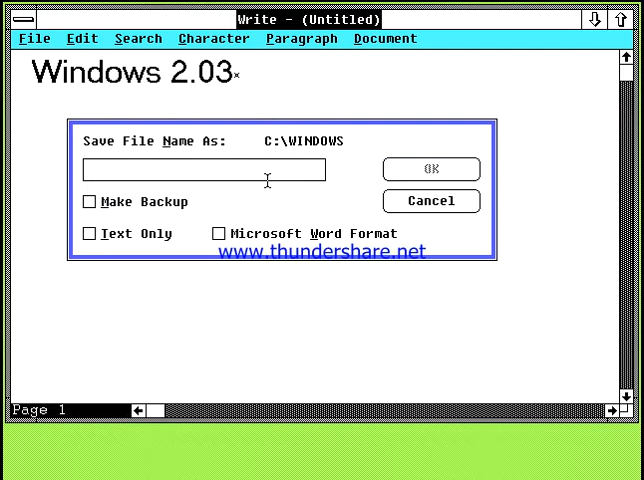 Write - (Untitled)
File Edit Search Character Paragraph Document
Windows 2.03
Save File Name As: C:\WINDOWS
OK
Make Backup
Cancel
Text Only Microsoft Word Format
www.thundershare.net
Page 1